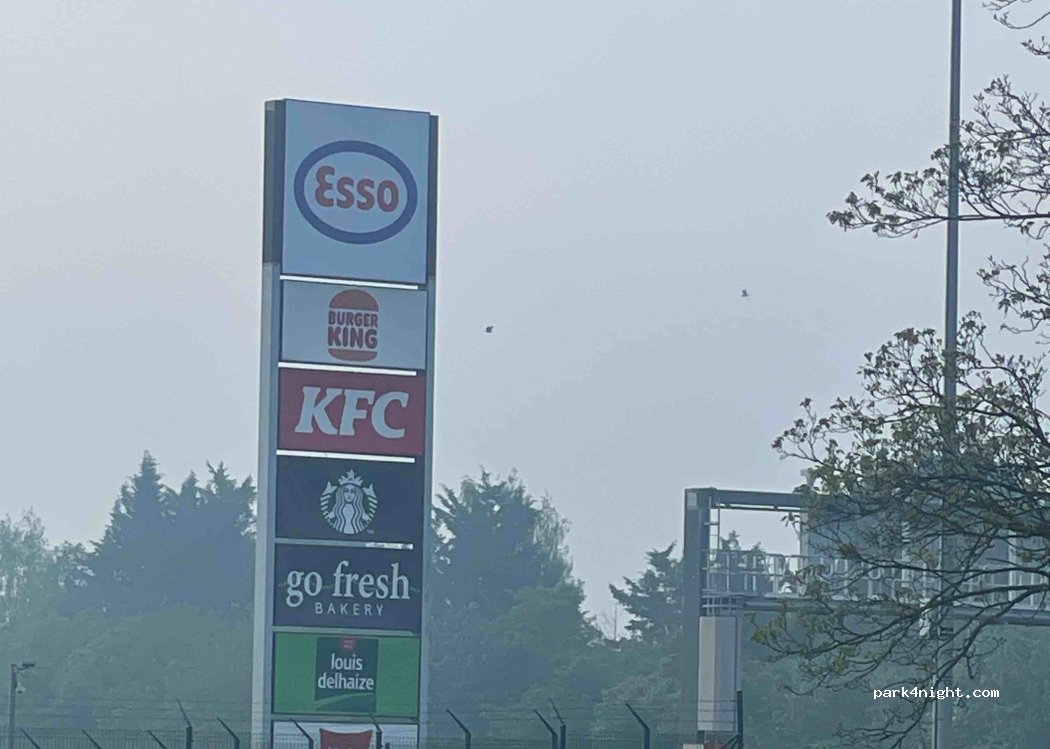 Esso
BURGER
KING
KFC
go fresh
BAKERY
louis
delhaize
park4night.com